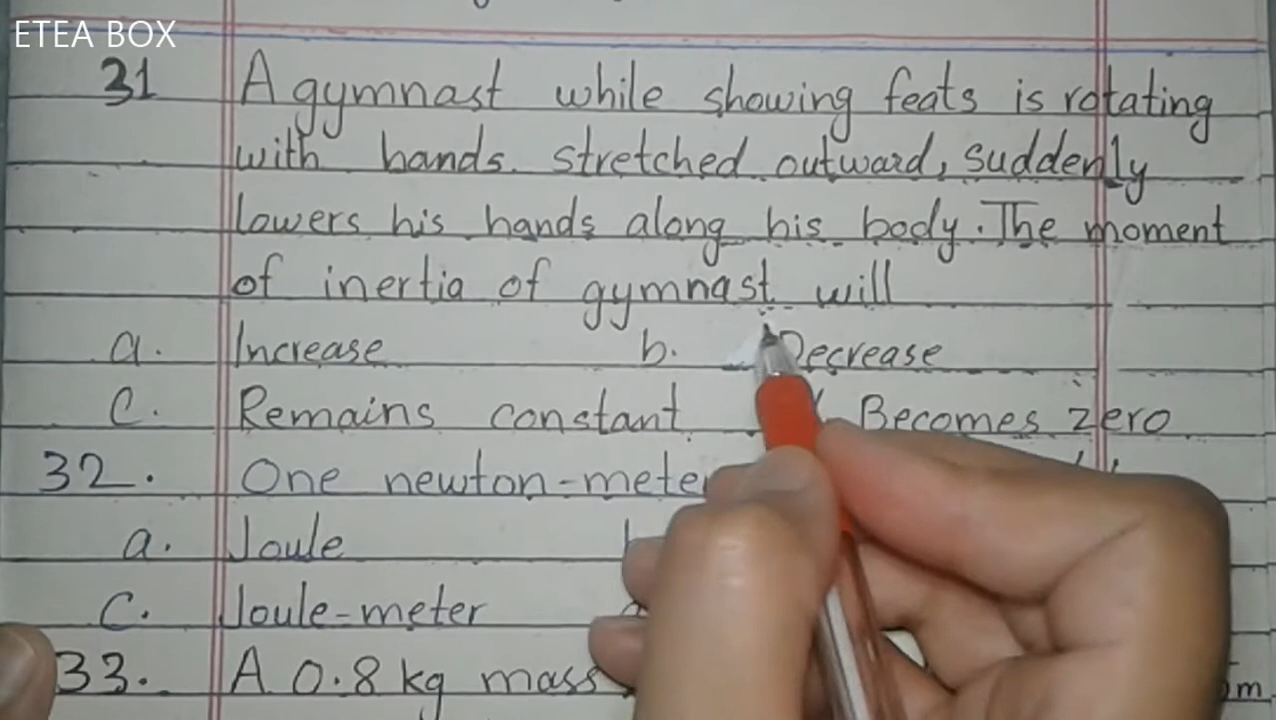 ETEA BOX
31 A gymnast while showing feats is rotating
with hands stretched outward, suddenly
lowers his hands along his body. The moment
of inertia of gymnast will
a. Increase b. Decrease
c. Remains constant Becomes zero
32. One newton-meter
a. Joule
c. Joule-meter
33. A 0.8 kg mass